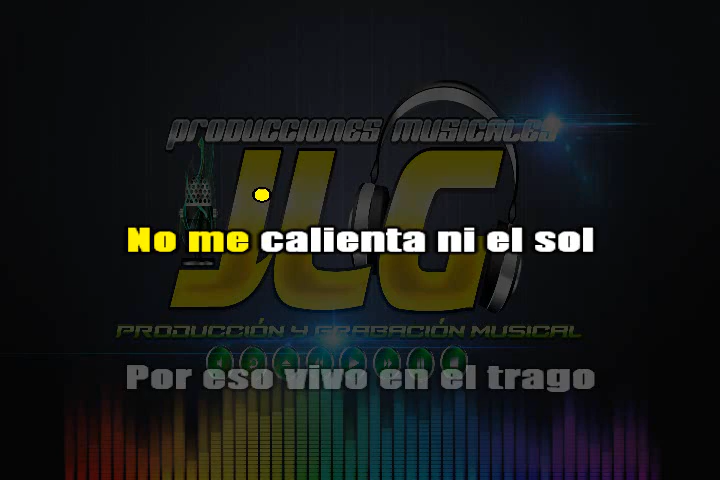 PRODUCCIONES MUSICALES
JLG
No me calienta ni el sol
PRODUCCIÓN Y GRABACIÓN MUSICAL
Por eso vivo en el trago